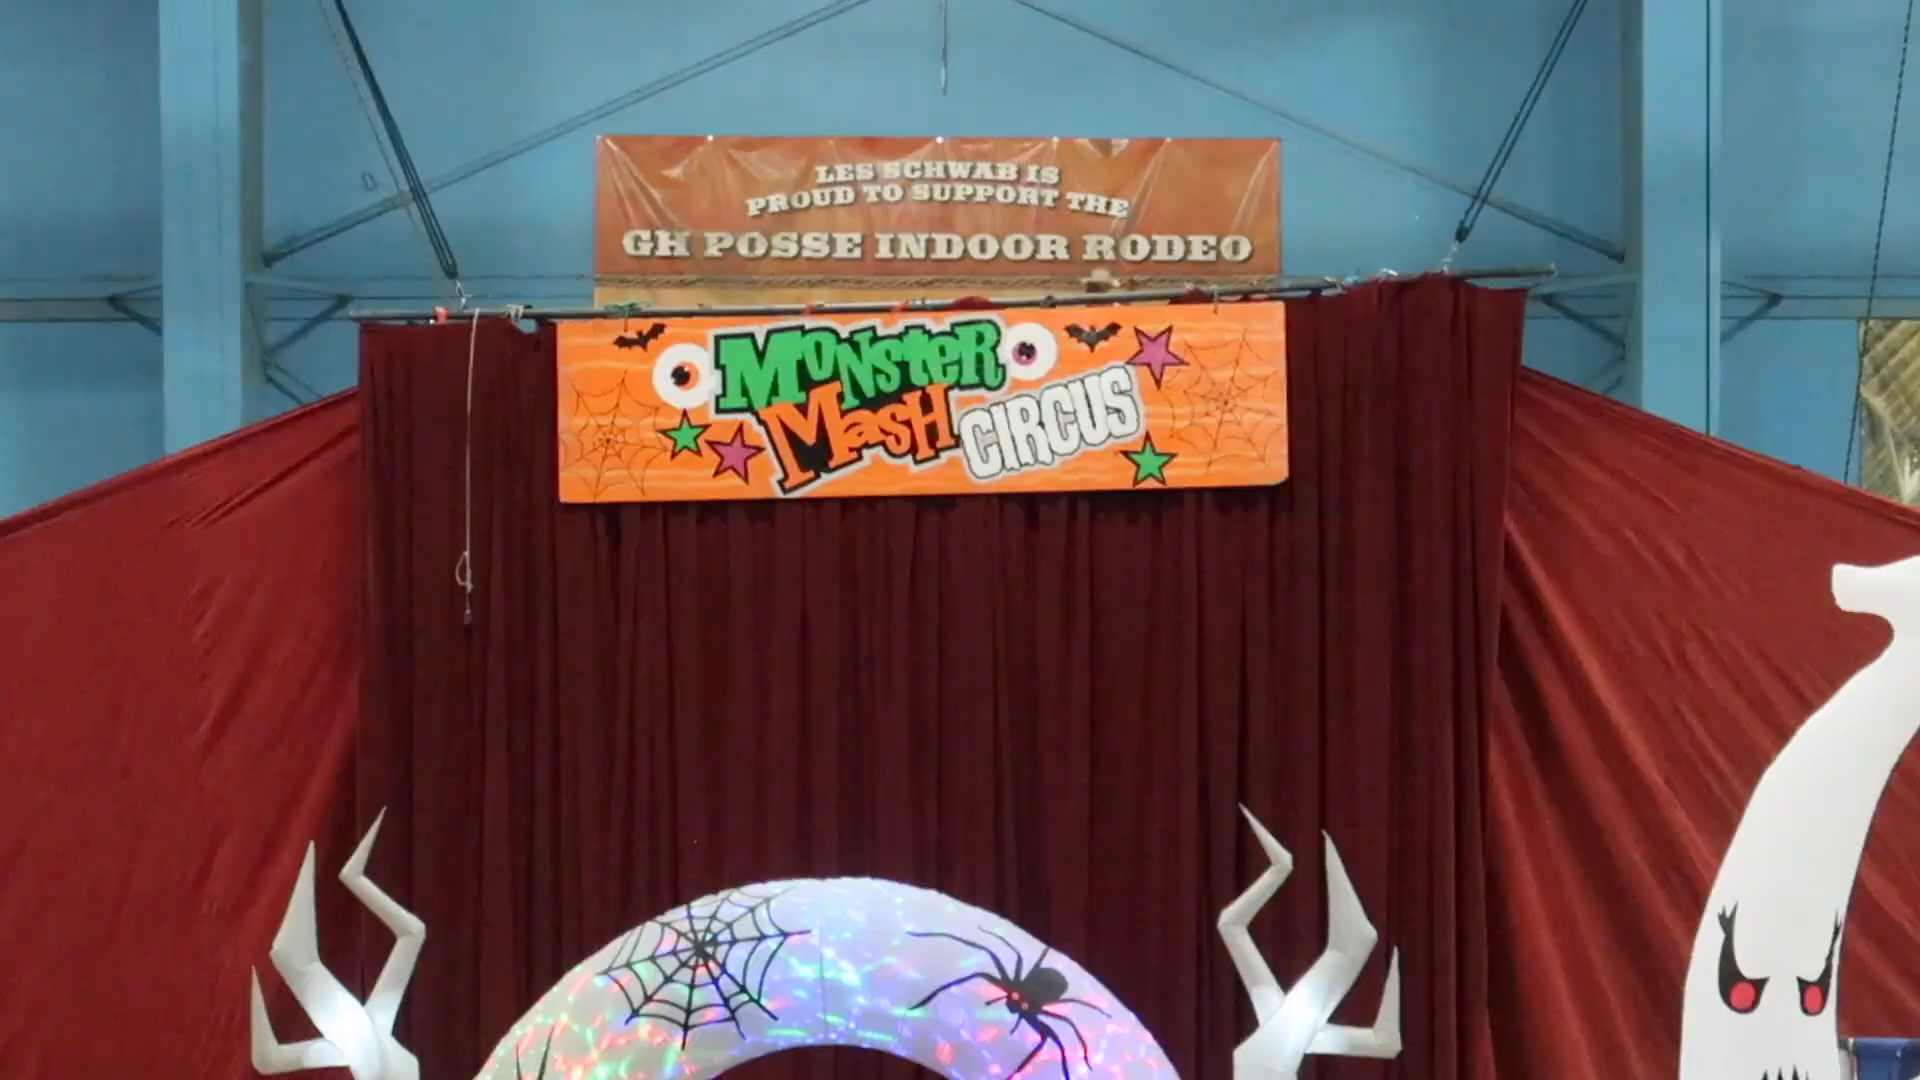 LES SCHWAB IS
PROUD TO SUPPORT THE
GH POSSE INDOOR RODEO
MONSTER
MASH CIRCUS